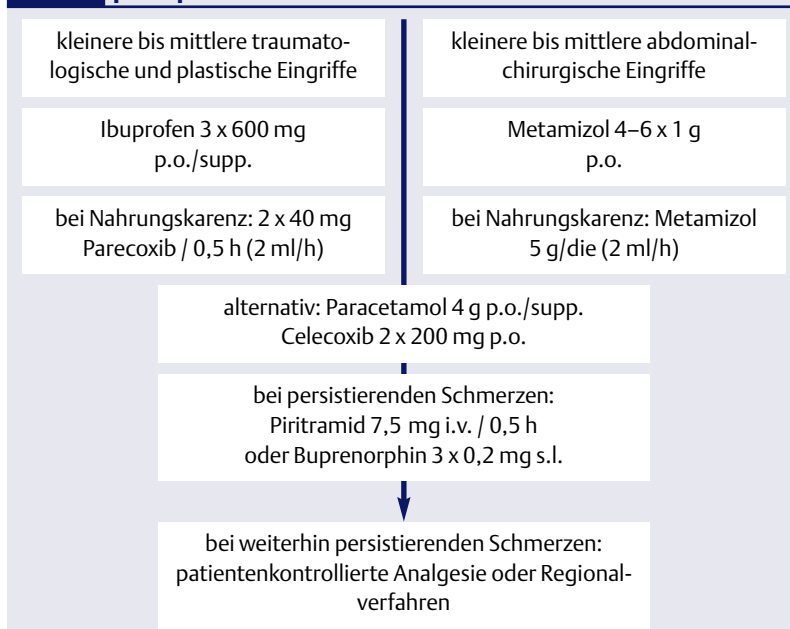 kleinere bis mittlere traumato-
logische und plastische Eingriffe
Ibuprofen 3 x 600 mg
p.o./supp.
bei Nahrungskarenz: 2 x 40 mg
Parecoxib / 0,5 h (2 ml/h)
kleinere bis mittlere abdominal-
chirurgische Eingriffe
Metamizol 4–6 x 1 g
p.o.
bei Nahrungskarenz: Metamizol
5 g/die (2 ml/h)
alternativ: Paracetamol 4 g p.o./supp.
Celecoxib 2 x 200 mg p.o.
bei persistierenden Schmerzen:
Piritramid 7,5 mg i.v. / 0,5 h
oder Buprenorphin 3 x 0,2 mg s.l.
bei weiterhin persistierenden Schmerzen:
patientenkontrollierte Analgesie oder Regional-
verfahren